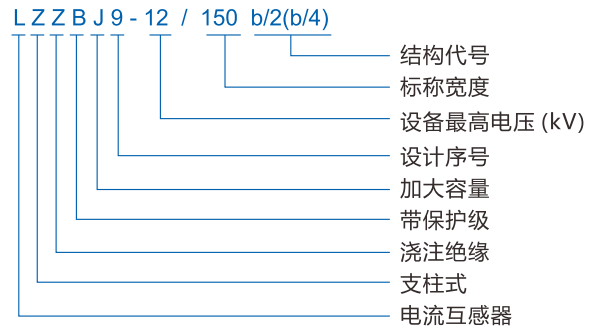 LZZBJ9-12/150 b/2(b/4)
结构代号
标称宽度
设备最高电压 (kV)
设计序号
加大容量
带保护级
浇注绝缘
支柱式
电流互感器